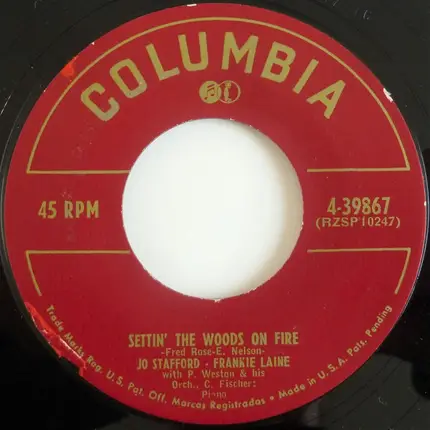 COLUMBIA
45 RPM
4-39867
(RZSP10247)
SETTIN' THE WOODS ON FIRE
-Fred Rose-E. Nelson-
JO STAFFORD - FRANKIE LAINE
with P. Weston & his
Orch., C. Fischer:
Piano
Trade Marks Reg. U.S. Pat. Off. Marcas Registradas • Made in U.S.A. Pats. Pending